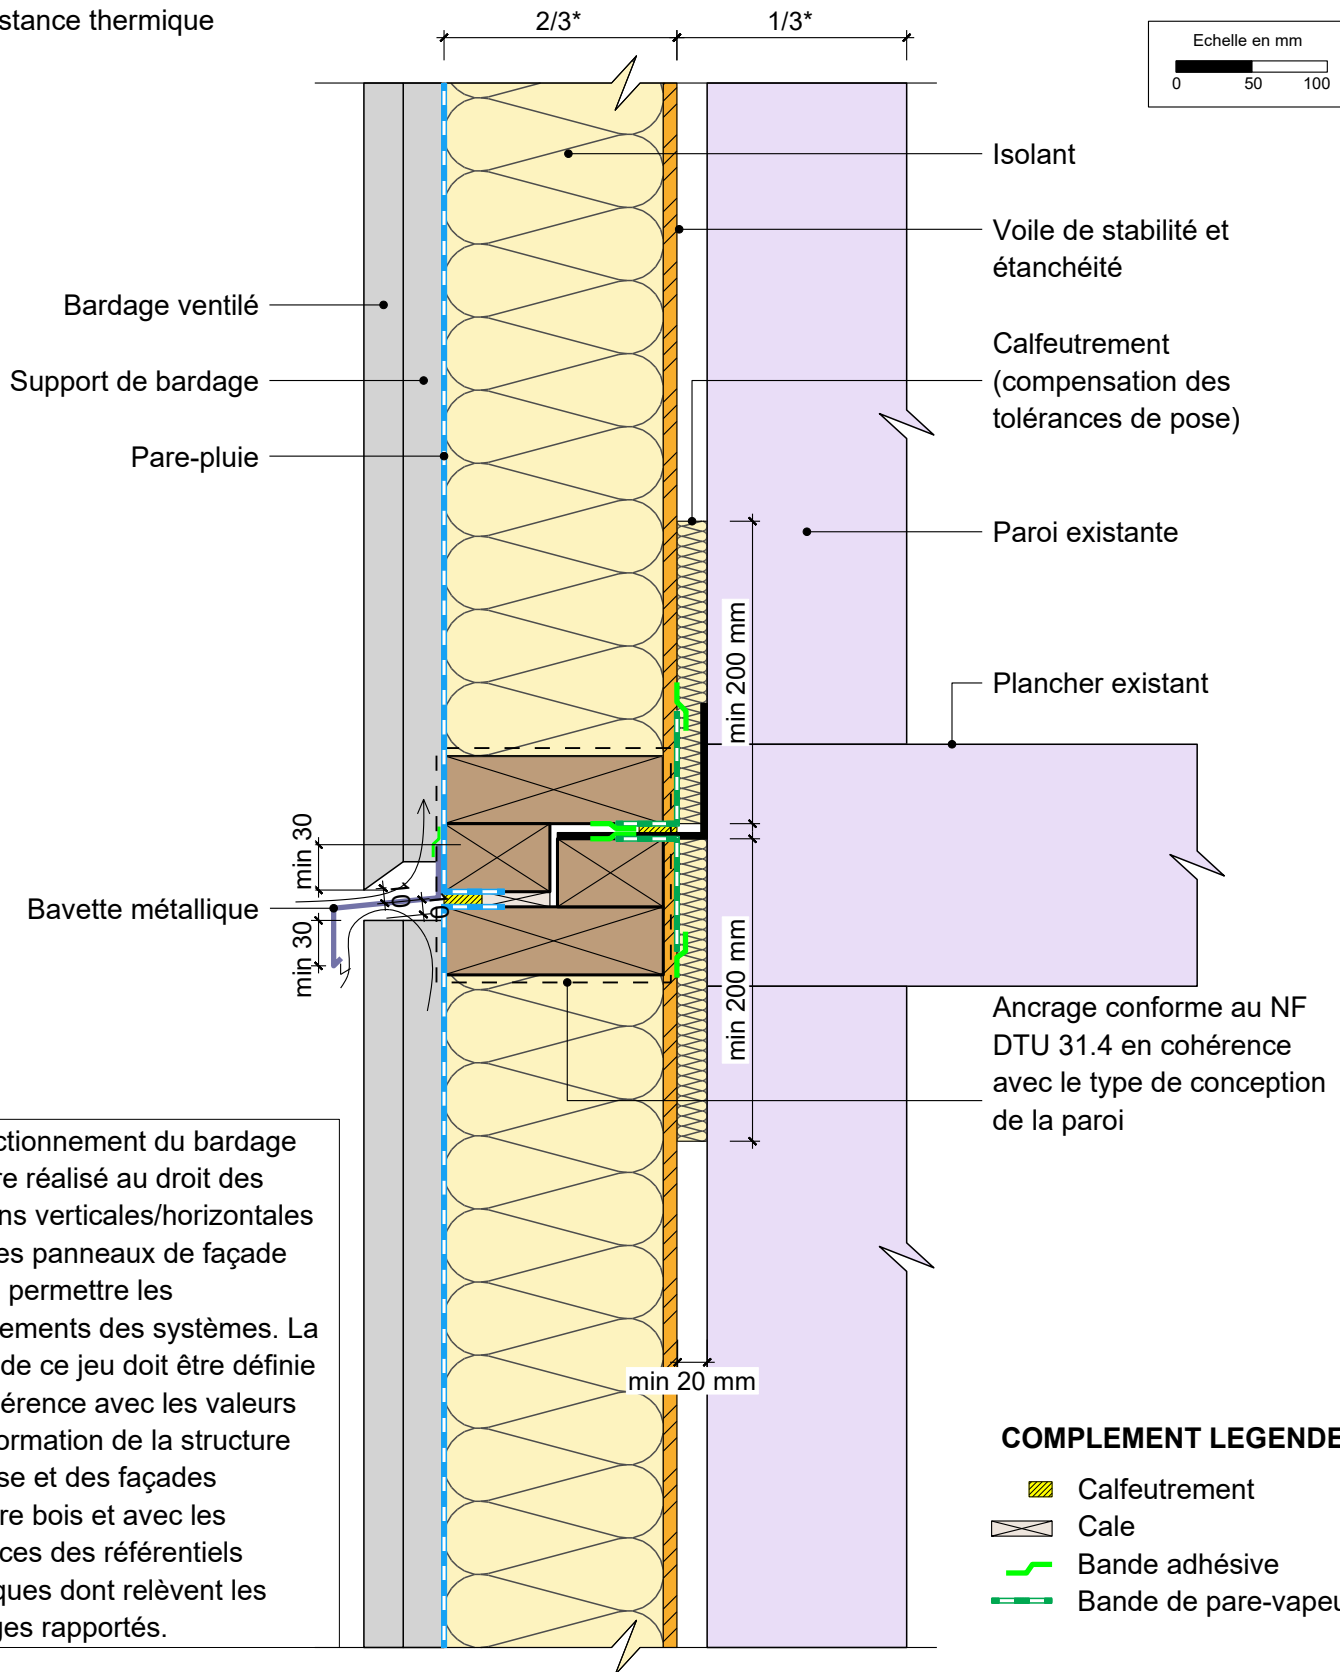 stance thermique
2/3*
1/3*
Echelle en mm
0 50 100
Isolant
Voile de stabilité et
étanchéité
Bardage ventilé
Calfeutrement
(compensation des
tolérances de pose)
Support de bardage
Pare-pluie
Paroi existante
min 200 mm
Plancher existant
min 30
Bavette métallique
min 30
min 200 mm
Ancrage conforme au NF
DTU 31.4 en cohérence
avec le type de conception
de la paroi
ctionnement du bardage
re réalisé au droit des
ns verticales/horizontales
es panneaux de façade
permettre les
ements des systèmes. La
de ce jeu doit être définie
érence avec les valeurs
ormation de la structure
se et des façades
re bois et avec les
ces des référentiels
ques dont relèvent les
ges rapportés.
min 20 mm
COMPLEMENT LEGENDE
Calfeutrement
Cale
Bande adhésive
Bande de pare-vapeu